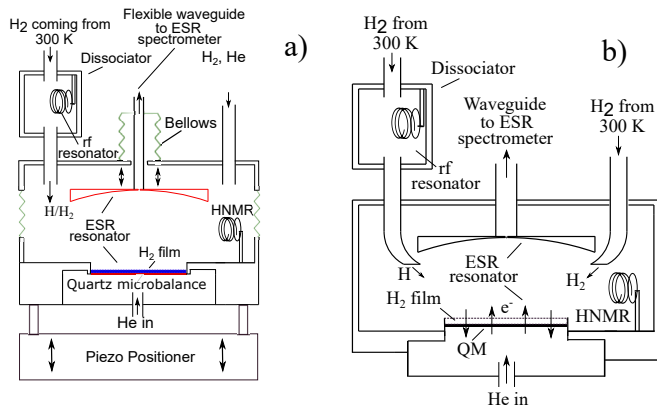 H2 coming from
300 K
Flexible waveguide
to ESR
spectrometer
a)
H2, He
Dissociator
Bellows
rf
resonator
H/H2
ESR
resonator
HNMR
H2 film
Quartz microbalance
He in
Piezo Positioner
H2 from
300 K
b)
Dissociator
Waveguide
to ESR
spectrometer
H2 from
300 K
rf
resonator
H
ESR
resonator
H2
H2 film
e-
HNMR
QM
He in